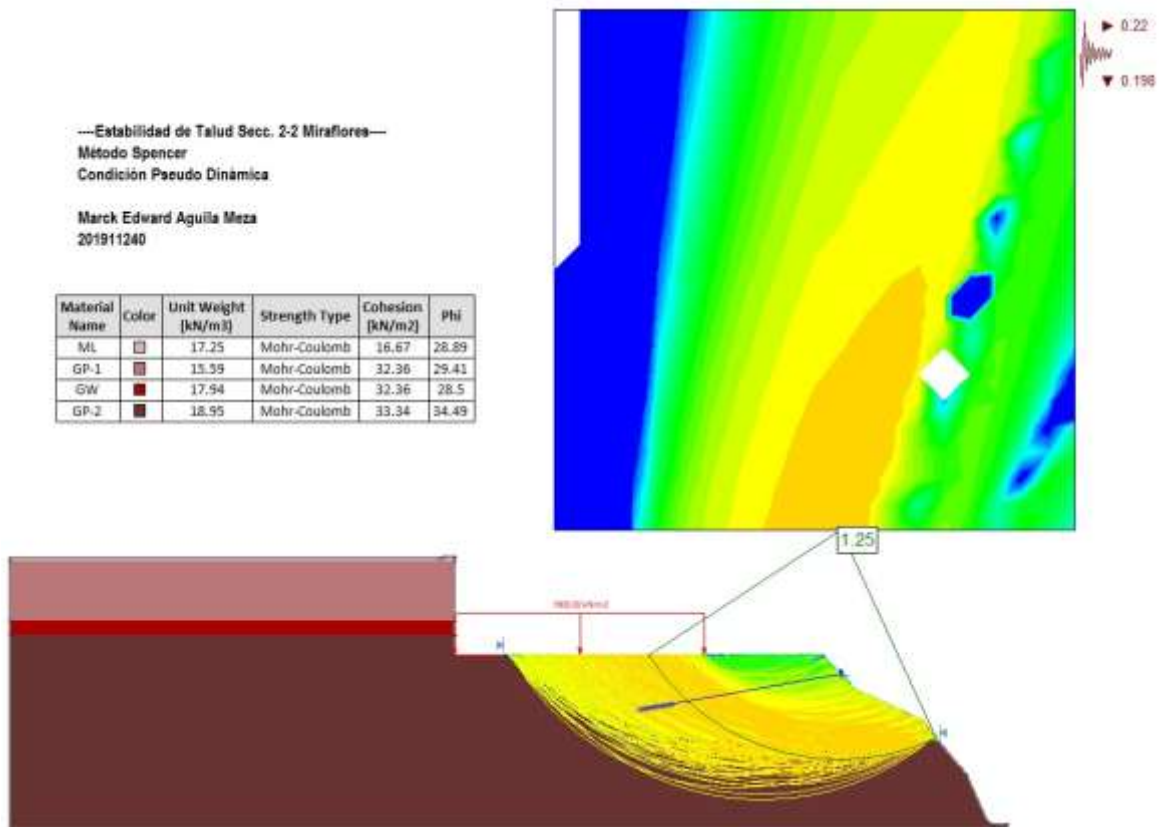 ----Estabilidad de Talud Secc. 2-2 Miraflores----
Método Spencer
Condición Pseudo Dinámica
Marck Edward Aguila Meza
201911240
Material Name Color Unit Weight (kN/m3) Strength Type Cohesion (kN/m2) Phi
ML 17.25 Mohr-Coulomb 16.67 28.89
GP-1 15.59 Mohr-Coulomb 32.36 29.41
GW 17.94 Mohr-Coulomb 32.36 28.5
GP-2 18.95 Mohr-Coulomb 33.34 34.49
0.22
0.198
1.25